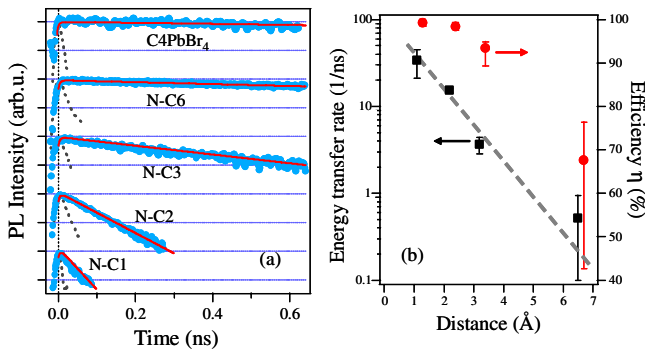 PL Intensity (arb.u.)
C4PbBr4
N-C6
N-C3
N-C2
N-C1
(a)
0.0 0.2 0.4 0.6
Time (ns)
Energy transfer rate (1/ns)
100
10
1
0.1
(b)
0 1 2 3 4 5 6 7
Distance (Å)
100
90
80
70
60
50
40
Efficiency η (%)